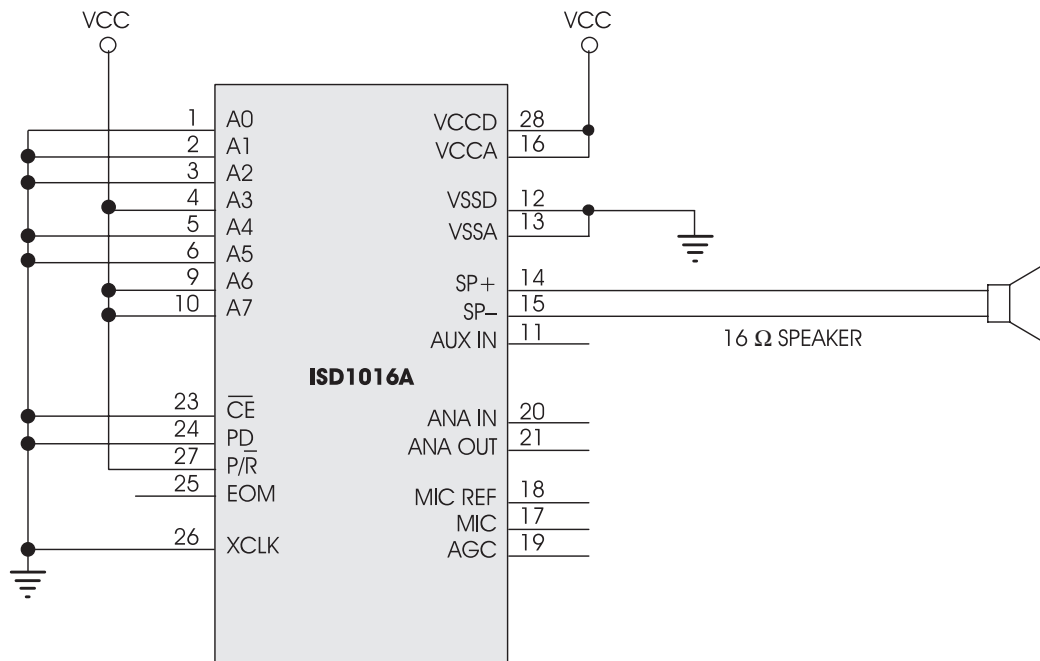 VCC
VCC
1 A0
2 A1
3 A2
4 A3
5 A4
6 A5
9 A6
10 A7
23 C̅E̅
24 PD
27 P/R̅
25 EOM
26 XCLK
ISD1016A
VCCD 28
VCCA 16
VSSD 12
VSSA 13
SP+ 14
SP– 15
AUX IN 11
16 Ω SPEAKER
ANA IN 20
ANA OUT 21
MIC REF 18
MIC 17
AGC 19